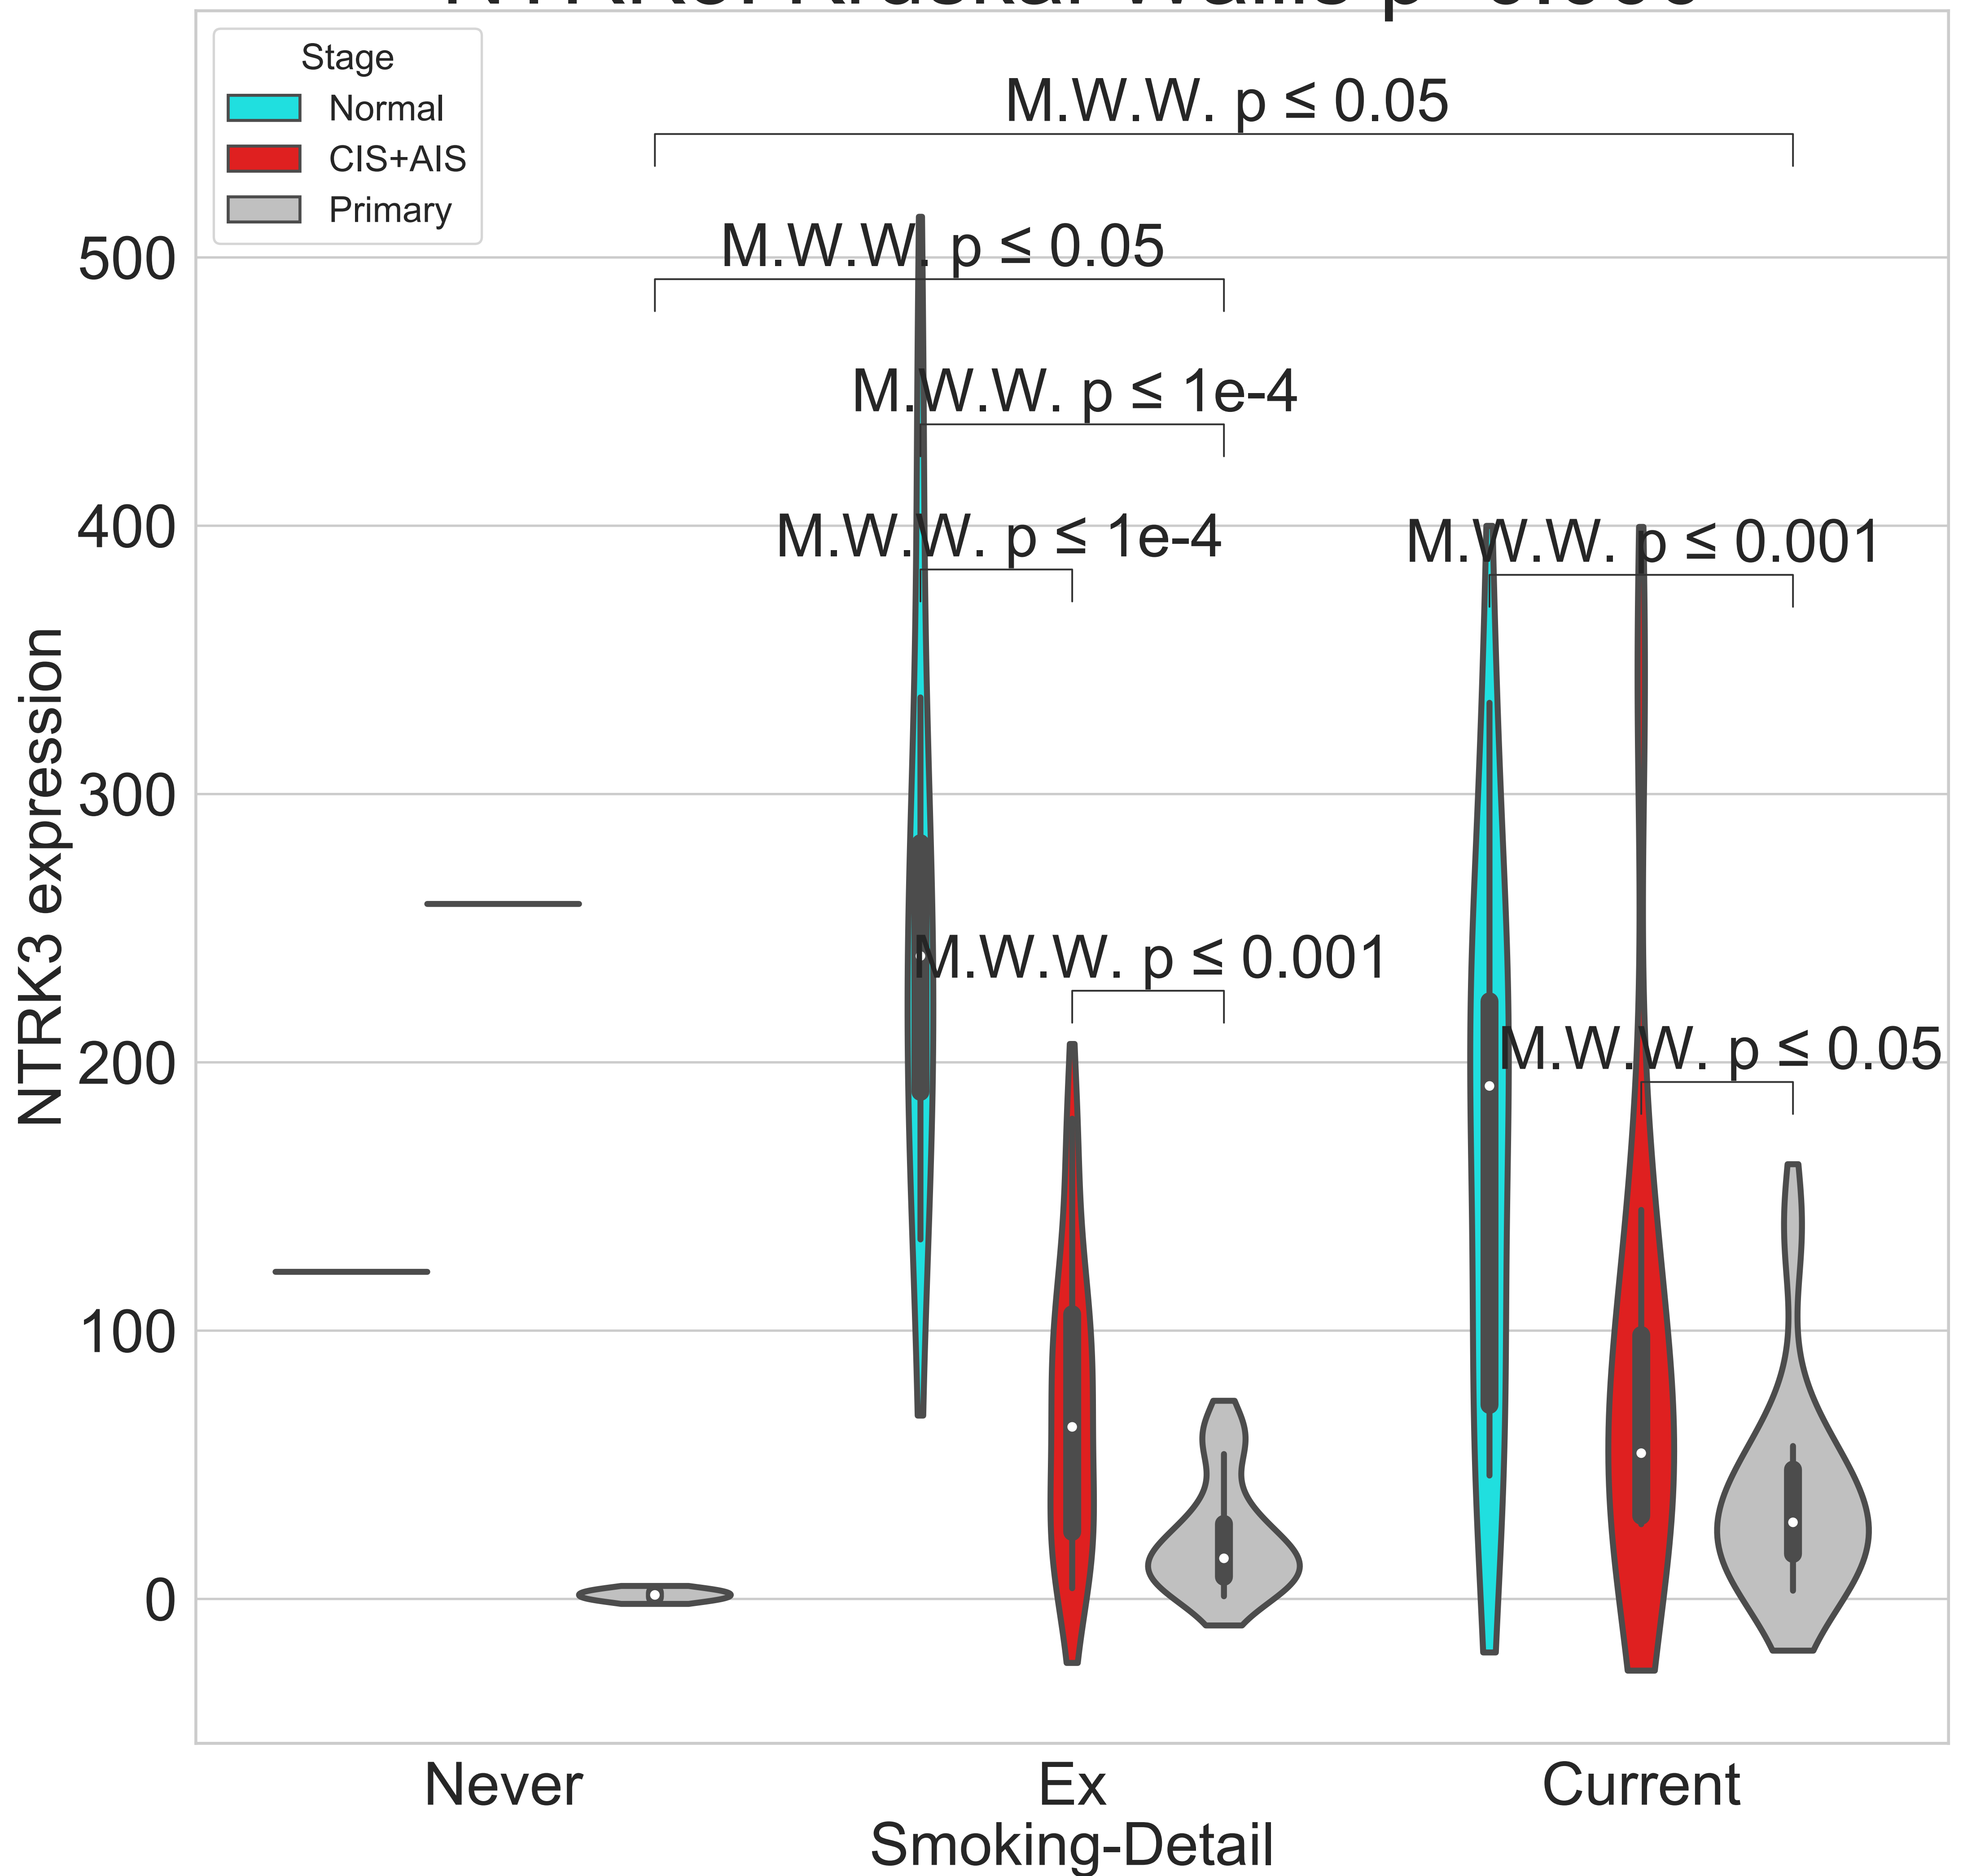 Stage
Normal
CIS+AIS
Primary
M.W.W. p ≤ 0.05
M.W.W. p ≤ 0.05
M.W.W. p ≤ 1e-4
M.W.W. p ≤ 1e-4
M.W.W. p ≤ 0.001
M.W.W. p ≤ 0.001
M.W.W. p ≤ 0.05
NTRK3 expression
500
400
300
200
100
0
Never
Ex
Current
Smoking-Detail